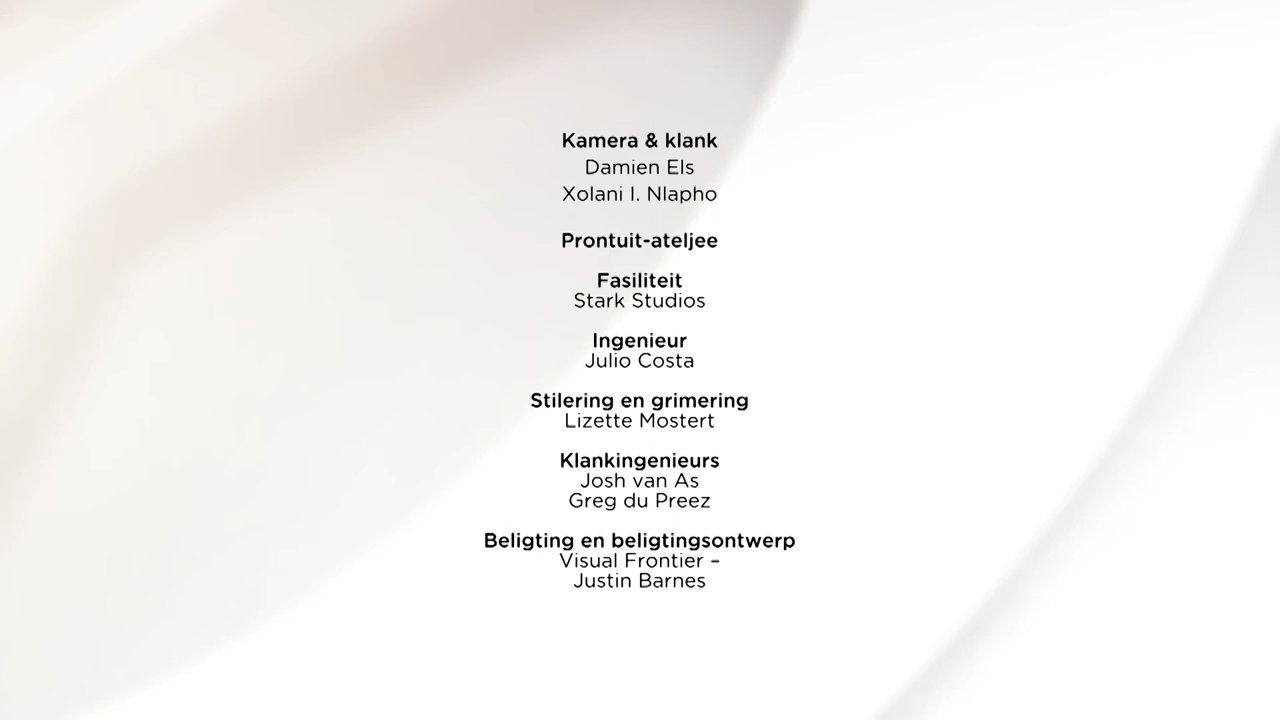 Kamera & klank
Damien Els
Xolani I. Nlapho
Prontuit-ateljee
Fasiliteit
Stark Studios
Ingenieur
Julio Costa
Stilering en grimering
Lizette Mostert
Klankingenieurs
Josh van As
Greg du Preez
Beligting en beligtingsontwerp
Visual Frontier –
Justin Barnes